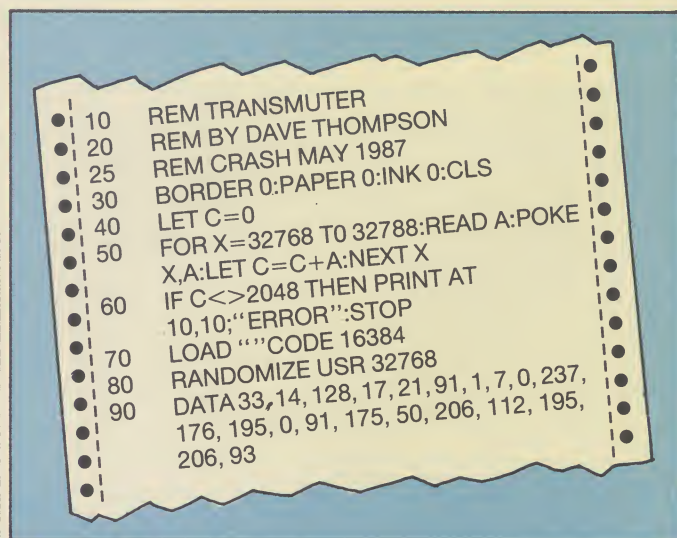 10 REM TRANSMUTER
20 REM BY DAVE THOMPSON
25 REM CRASH MAY 1987
30 BORDER 0:PAPER 0:INK 0:CLS
40 LET C=0
50 FOR X=32768 T0 32788:READ A:POKE
X,A:LET C=C+A:NEXT X
60 IF C<>2048 THEN PRINT AT
10,10;“ERROR”:STOP
70 LOAD “”CODE 16384
80 RANDOMIZE USR 32768
90 DATA 33, 14, 128, 17, 21, 91, 1, 7, 0, 237,
176, 195, 0, 91, 175, 50, 206, 112, 195,
206, 93